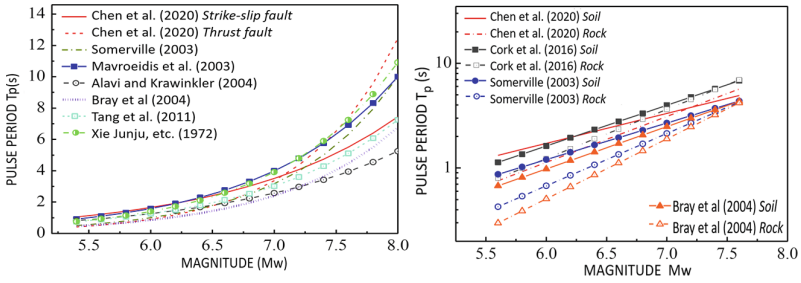 14
12
10
8
6
4
2
0
PULSE PERIOD Tp(s)
Chen et al. (2020) Strike-slip fault
Chen et al. (2020) Thrust fault
Somerville (2003)
Mavroeidis et al. (2003)
Alavi and Krawinkler (2004)
Bray et al (2004)
Tang et al (2011)
Xie Junju, etc. (1972)
5.5 6.0 6.5 7.0 7.5 8.0
MAGNITUDE (Mw)
10
1
PULSE PERIOD Tp (s)
Chen et al. (2020) Soil
Chen et al. (2020) Rock
Cork et al. (2016) Soil
Cork et al. (2016) Rock
Somerville (2003) Soil
Somerville (2003) Rock
Bray et al (2004) Soil
Bray et al (2004) Rock
5.5 6.0 6.5 7.0 7.5 8.0
MAGNITUDE Mw